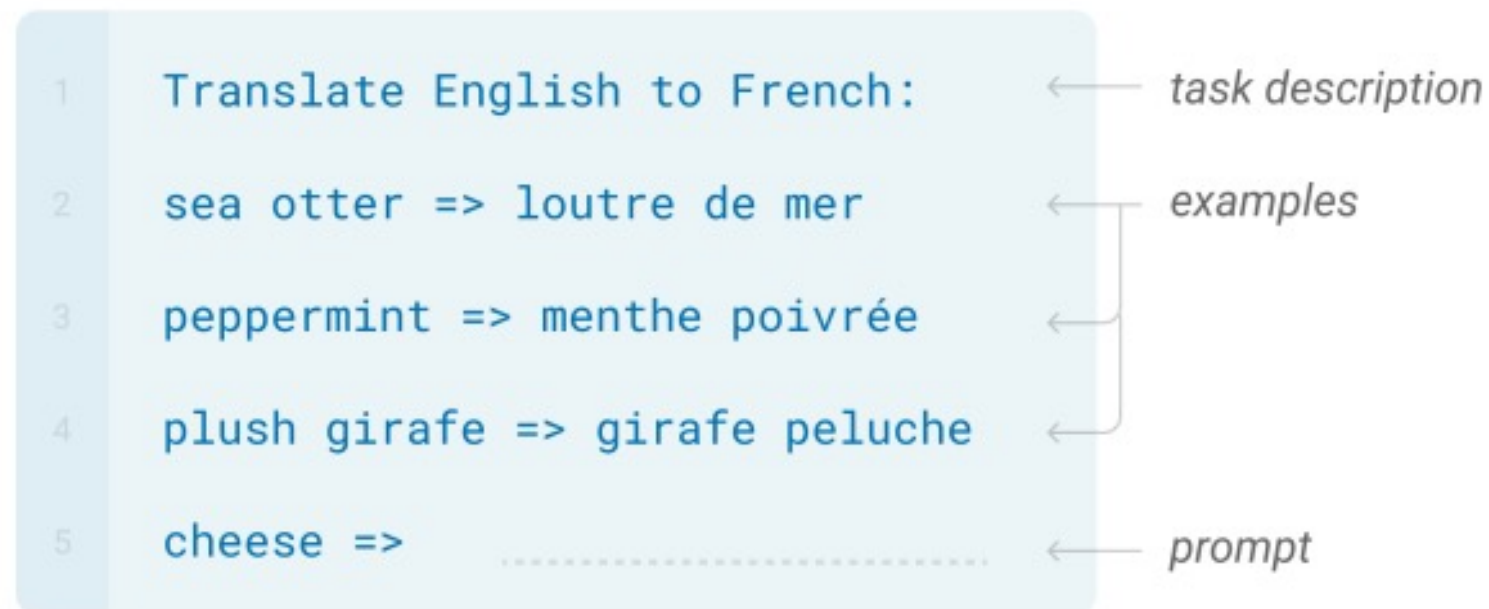 1 Translate English to French: task description
2 sea otter => loutre de mer examples
3 peppermint => menthe poivrée
4 plush girafe => girafe peluche
5 cheese => prompt